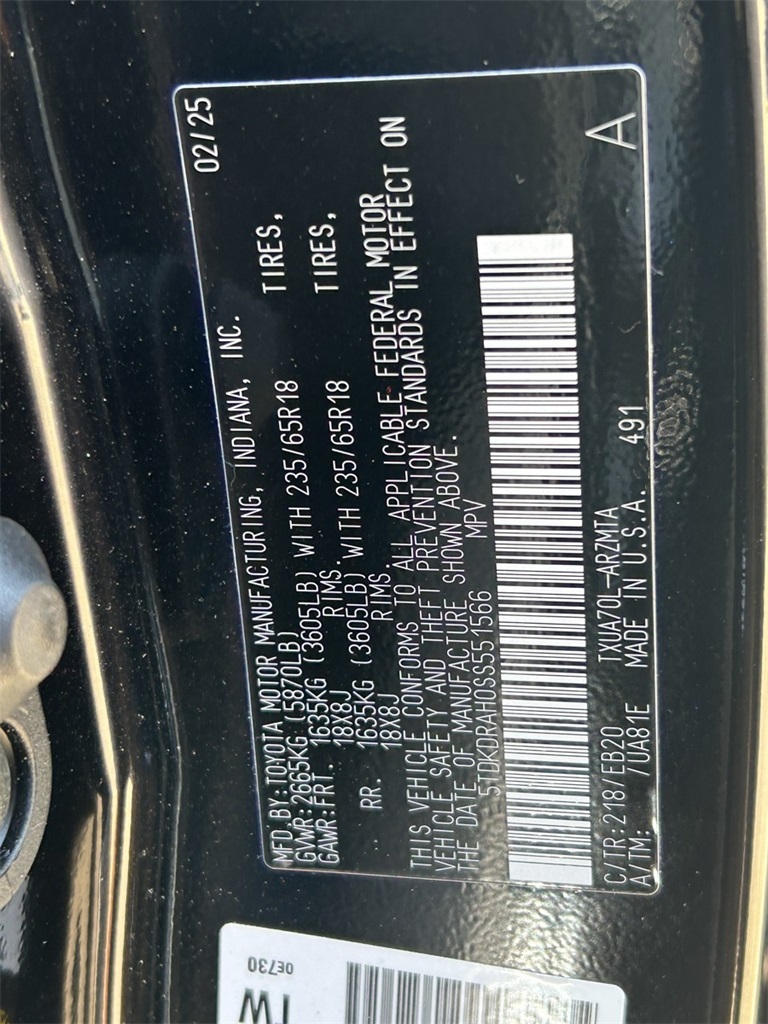 MFD.BY:TOYOTA MOTOR MANUFACTURING, INDIANA, INC. 02/25
GVWR:2665KG (5870LB)
GAWR:FRT. 1635KG (3605LB) WITH 235/65R18 TIRES,
18X8J RIMS.
RR. 1635KG (3605LB) WITH 235/65R18 TIRES,
18X8J RIMS.
THIS VEHICLE CONFORMS TO ALL APPLICABLE FEDERAL MOTOR
VEHICLE SAFETY AND THEFT PREVENTION STANDARDS IN EFFECT ON
THE DATE OF MANUFACTURE SHOWN ABOVE.
5TDKDRAH0SS551566 MPV
C/TR:218/EB20 TXUA70L-ARZMTA
A/TM: /UA81E MADE IN U.S.A. 491
A
0E730